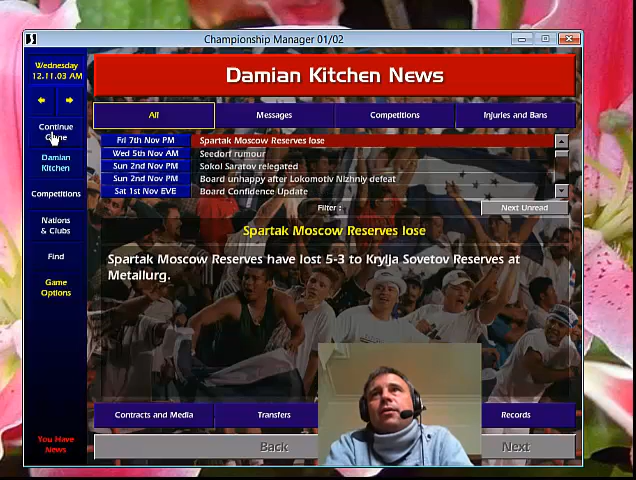 Championship Manager 01/02
Wednesday
12.11.03 AM
Damian Kitchen News
All
Messages
Competitions
Injuries and Bans
Continue
Game
Damian
Kitchen
Competitions
Nations
& Clubs
Find
Game
Options
You Have
News
Fri 7th Nov PM Spartak Moscow Reserves lose
Wed 5th Nov AM Seedorf rumour
Sun 2nd Nov PM Sokol Saratov relegated
Sun 2nd Nov PM Board unhappy after Lokomotiv Nizhniy defeat
Sat 1st Nov EVE Board Confidence Update
Filter :
Next Unread
Spartak Moscow Reserves lose
Spartak Moscow Reserves have lost 5-3 to Krylja Sovetov Reserves at
Metallurg.
Contracts and Media
Transfers
Records
Back
Next